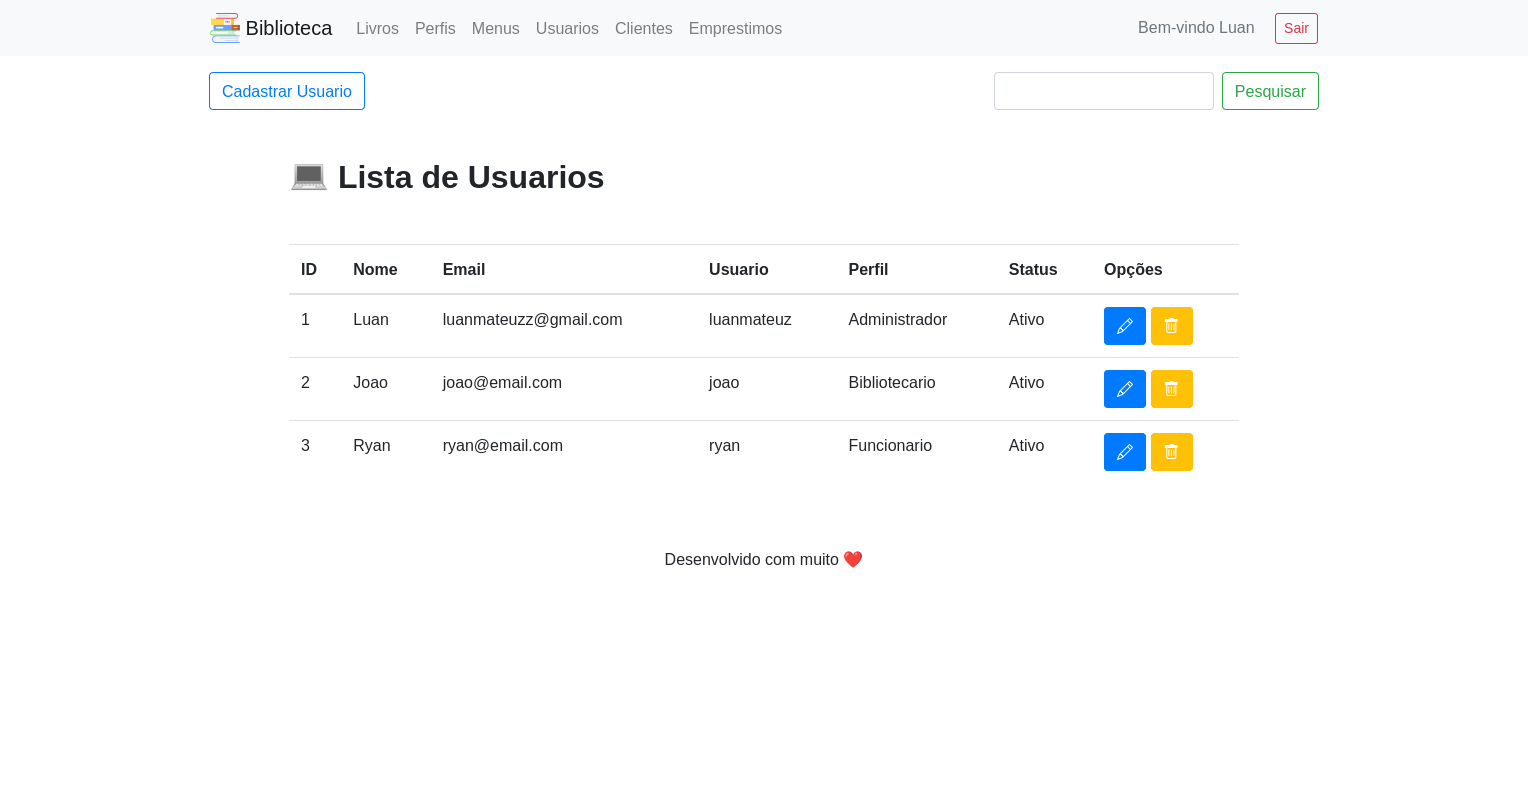 Biblioteca Livros Perfis Menus Usuarios Clientes Emprestimos Bem-vindo Luan Sair
Cadastrar Usuario Pesquisar
💻 Lista de Usuarios
ID Nome Email Usuario Perfil Status Opções
1 Luan luanmateuzz@gmail.com luanmateuz Administrador Ativo
2 Joao joao@email.com joao Bibliotecario Ativo
3 Ryan ryan@email.com ryan Funcionario Ativo
Desenvolvido com muito ❤️